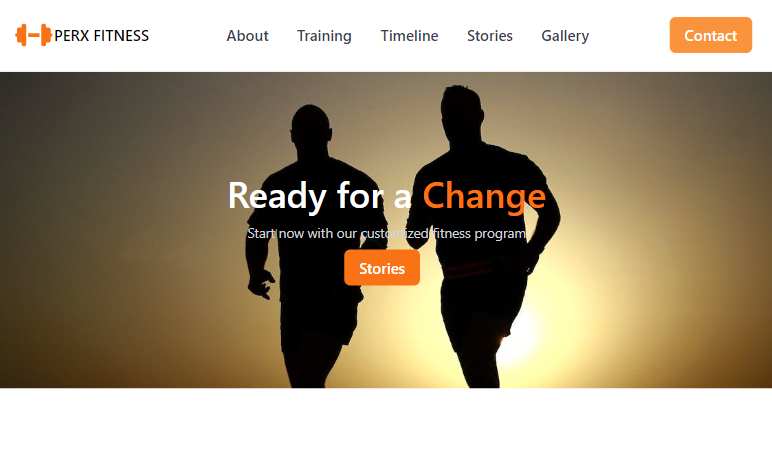 PERX FITNESS
About
Training
Timeline
Stories
Gallery
Contact
Ready for a Change
Start now with our customized fitness program
Stories